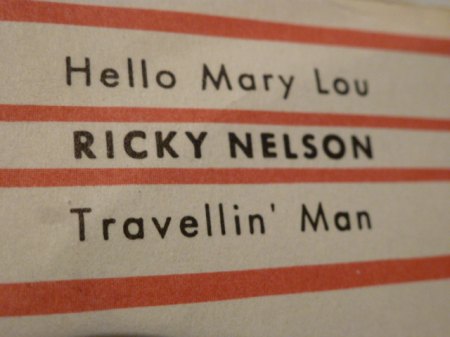 Hello Mary Lou
RICKY NELSON
Travellin' Man